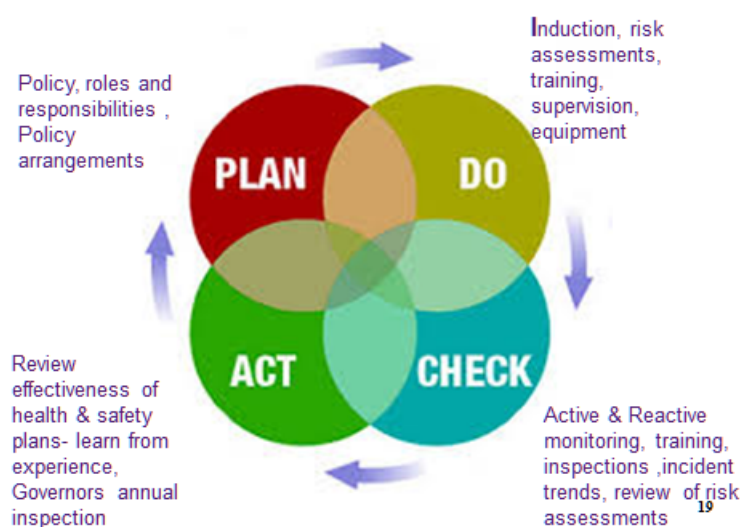 Policy, roles and
responsibilities ,
Policy
arrangements
Induction, risk
assessments,
training,
supervision,
equipment
PLAN
DO
ACT
CHECK
Review
effectiveness of
health & safety
plans- learn from
experience,
Governors annual
inspection
Active & Reactive
monitoring, training,
inspections ,incident
trends, review of risk
assessments
19